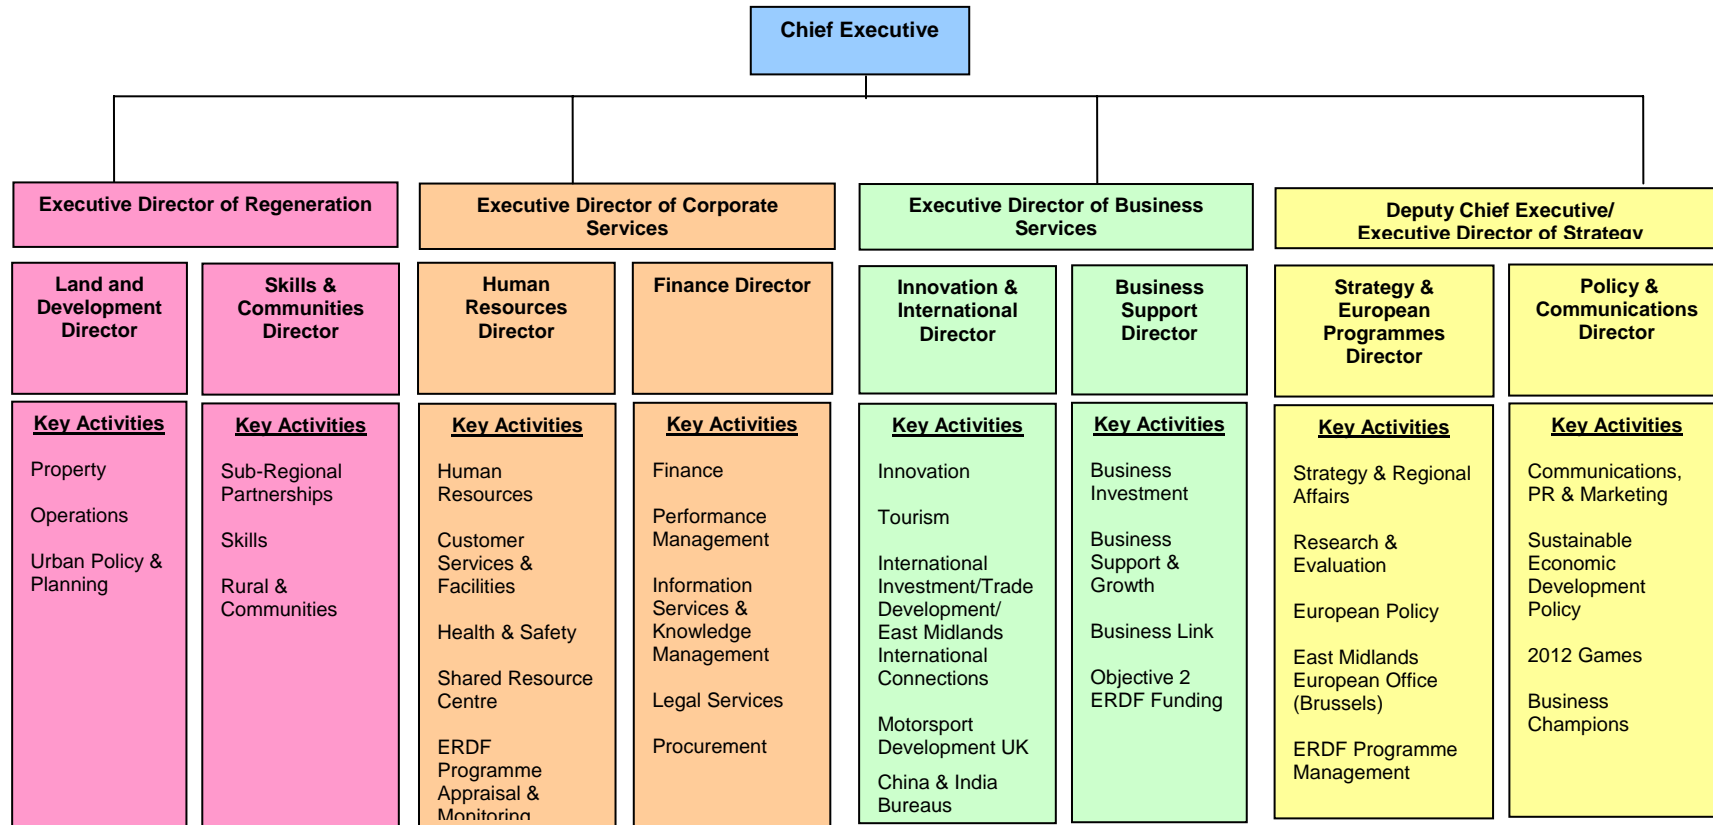 Chief Executive
Executive Director of Regeneration
Executive Director of Corporate
Services
Executive Director of Business
Services
Deputy Chief Executive/
Executive Director of Strategy
Land and
Development
Director
Skills &
Communities
Director
Human
Resources
Director
Finance Director
Innovation &
International
Director
Business
Support
Director
Strategy &
European
Programmes
Director
Policy &
Communications
Director
Key Activities
Property
Operations
Urban Policy &
Planning
Key Activities
Sub-Regional
Partnerships
Skills
Rural &
Communities
Key Activities
Human
Resources
Customer
Services &
Facilities
Health & Safety
Shared Resource
Centre
ERDF
Programme
Appraisal &
Monitoring
Key Activities
Finance
Performance
Management
Information
Services &
Knowledge
Management
Legal Services
Procurement
Key Activities
Innovation
Tourism
International
Investment/Trade
Development/
East Midlands
International
Connections
Motorsport
Development UK
China & India
Bureaus
Key Activities
Business
Investment
Business
Support &
Growth
Business Link
Objective 2
ERDF Funding
Key Activities
Strategy & Regional
Affairs
Research &
Evaluation
European Policy
East Midlands
European Office
(Brussels)
ERDF Programme
Management
Key Activities
Communications,
PR & Marketing
Sustainable
Economic
Development
Policy
2012 Games
Business
Champions